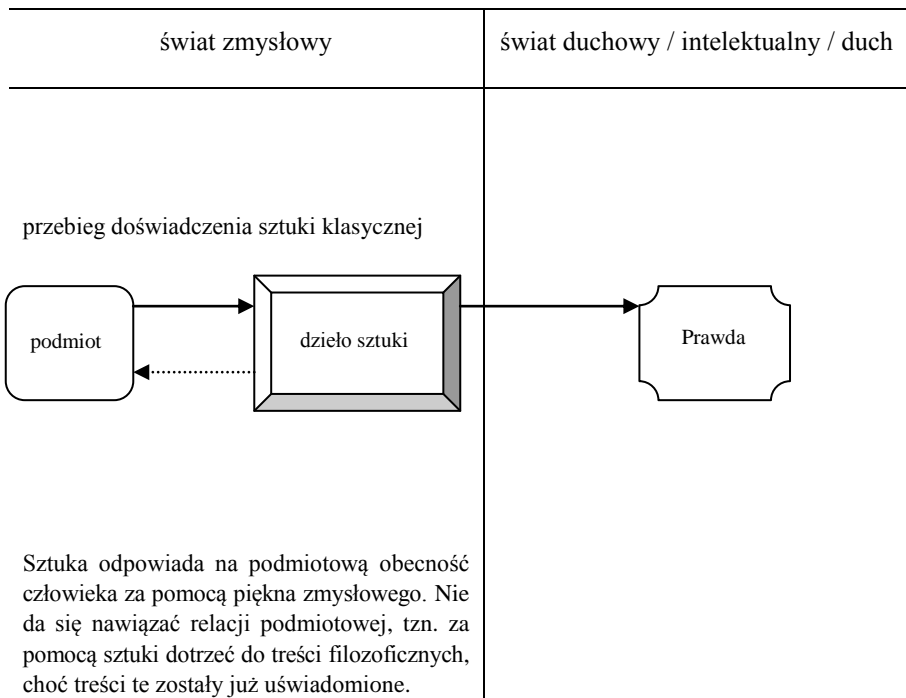 świat zmysłowy
świat duchowy / intelektualny / duch
przebieg doświadczenia sztuki klasycznej
podmiot
dzieło sztuki
Prawda
Sztuka odpowiada na podmiotową obecność
człowieka za pomocą piękna zmysłowego. Nie
da się nawiązać relacji podmiotowej, tzn. za
pomocą sztuki dotrzeć do treści filozoficznych,
choć treści te zostały już uświadomione.